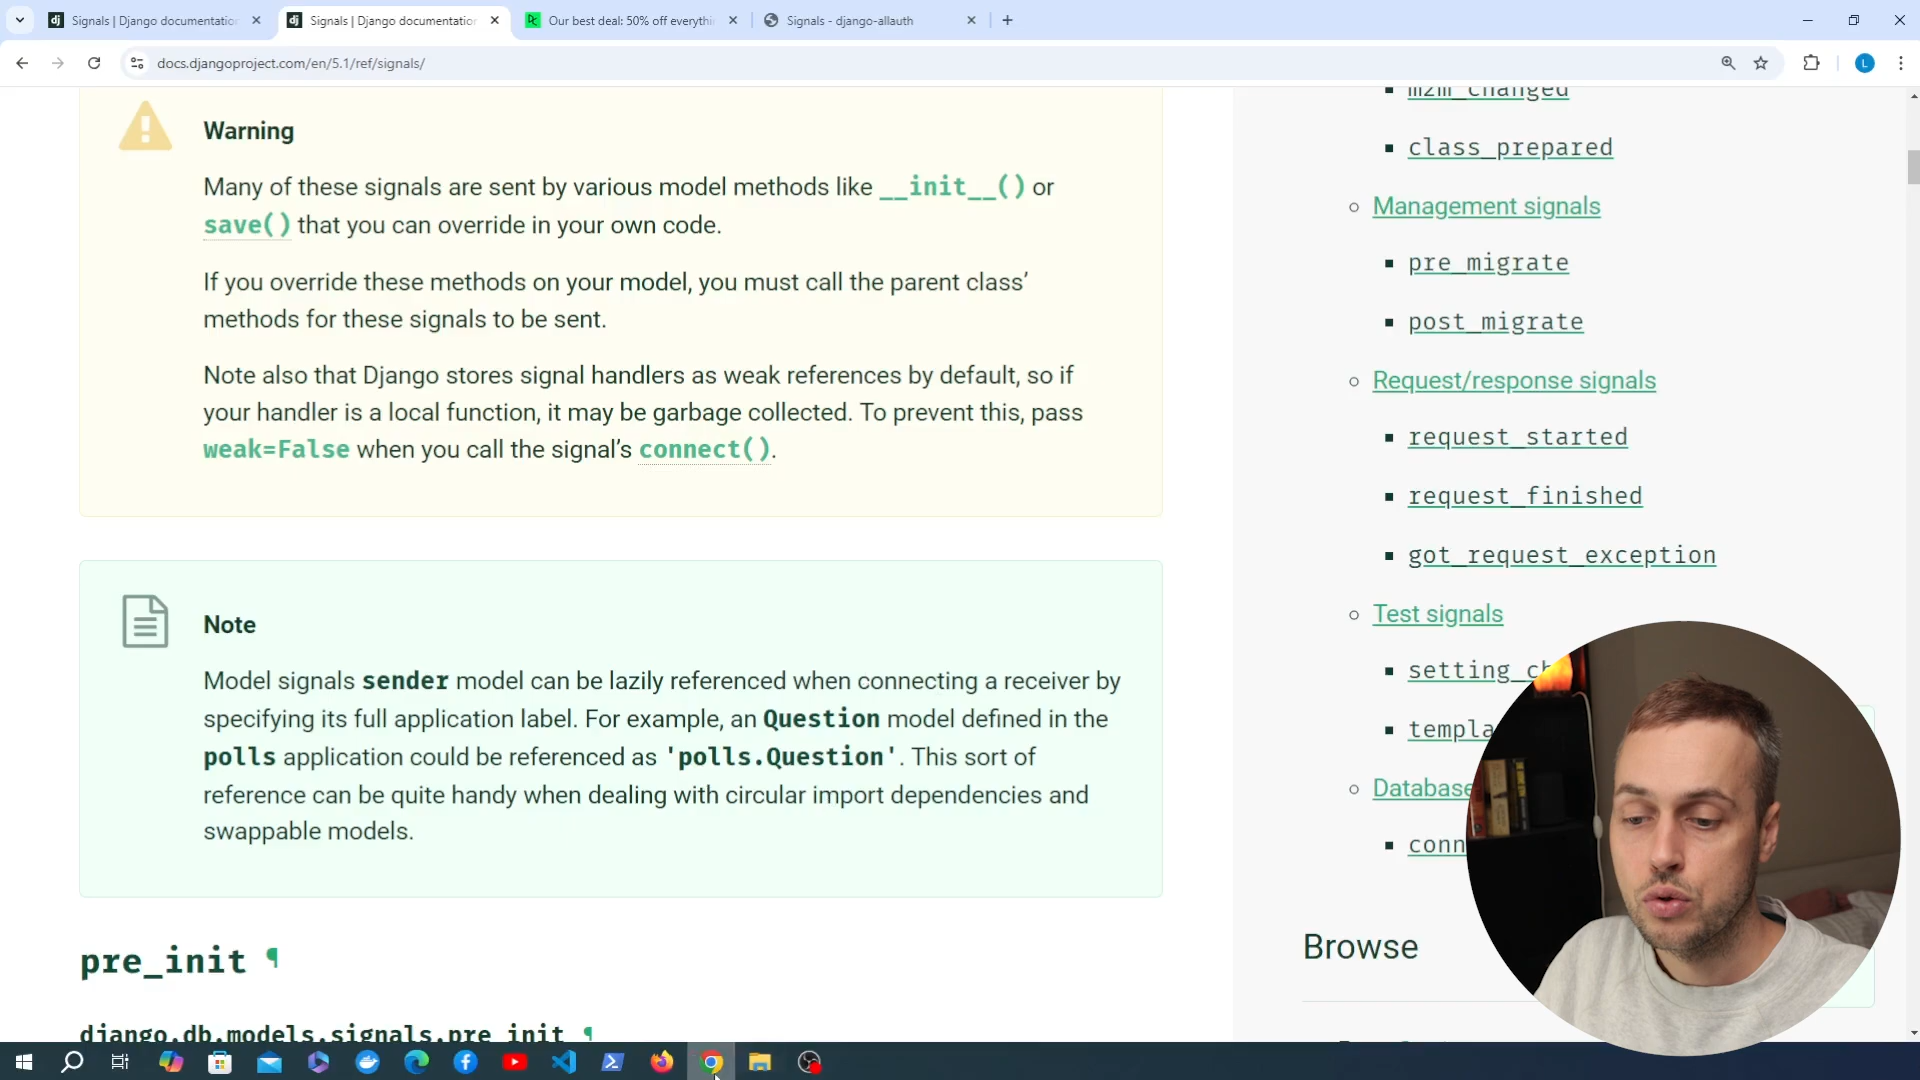 Signals | Django documentatio
Signals | Django documentation
Our best deal: 50% off everythi
Signals - django-allauth
docs.djangoproject.com/en/5.1/ref/signals/
L
Warning
Many of these signals are sent by various model methods like __init__() or
save() that you can override in your own code.
If you override these methods on your model, you must call the parent class’
methods for these signals to be sent.
Note also that Django stores signal handlers as weak references by default, so if
your handler is a local function, it may be garbage collected. To prevent this, pass
weak=False when you call the signal’s connect().
Note
Model signals sender model can be lazily referenced when connecting a receiver by
specifying its full application label. For example, an Question model defined in the
polls application could be referenced as 'polls.Question'. This sort of
reference can be quite handy when dealing with circular import dependencies and
swappable models.
pre_init ¶
django.db.models.signals.pre_init ¶
m2m_changed
class_prepared
Management signals
pre_migrate
post_migrate
Request/response signals
request_started
request_finished
got_request_exception
Test signals
setting_c
templa
Database
conn
Browse